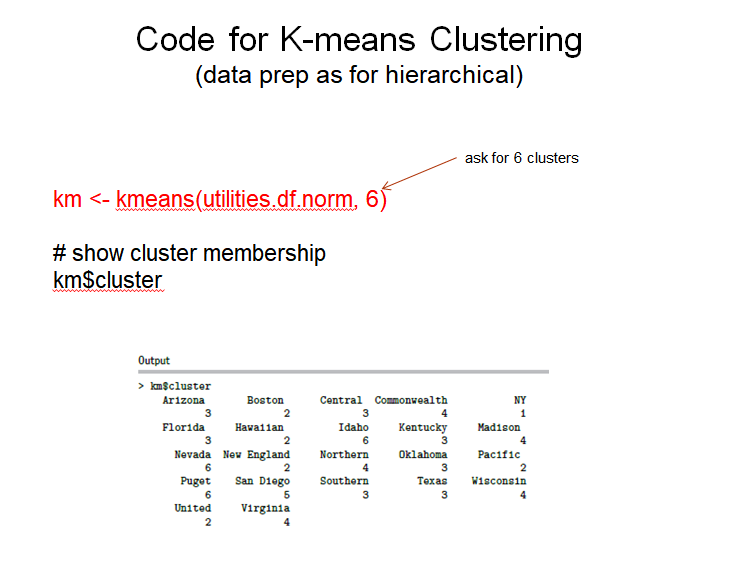 Code for K-means Clustering
(data prep as for hierarchical)
ask for 6 clusters
km <- kmeans(utilities.df.norm, 6)
# show cluster membership
km$cluster
Output
> km$cluster
Arizona Boston Central Commonwealth NY
3 2 3 4 1
Florida Hawaiian Idaho Kentucky Madison
3 2 6 3 4
Nevada New England Northern Oklahoma Pacific
6 2 4 3 2
Puget San Diego Southern Texas Wisconsin
6 5 3 3 4
United Virginia
2 4